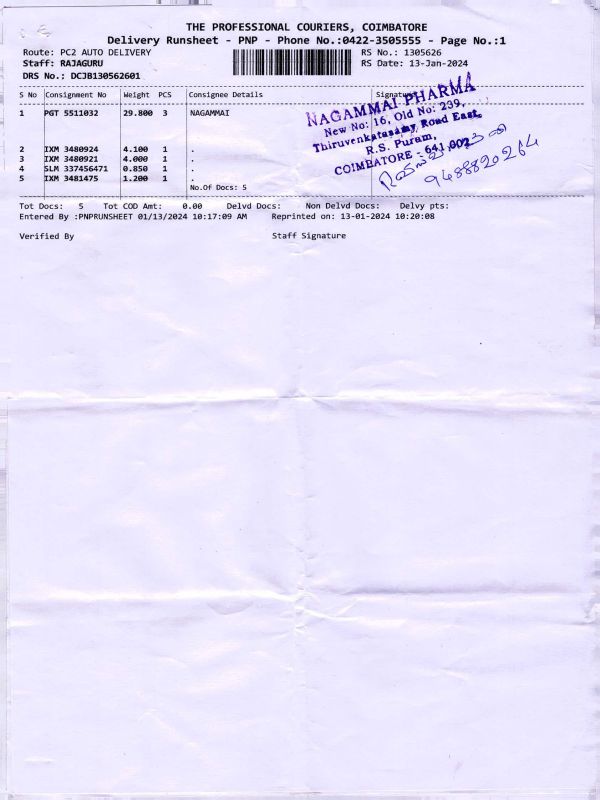 THE PROFESSIONAL COURIERS, COIMBATORE
Delivery Runsheet - PNP - Phone No.:0422-3505555 - Page No.:1
Route: PC2 AUTO DELIVERY RS No.: 1305626
Staff: RAJAGURU RS Date: 13-Jan-2024
DRS No.: DCJB130562601
S No Consignment No Weight PCS Consignee Details Signature
1 PGT 5511032 29.800 3 NAGAMMAI
NAGAMMAI PHARMA
New No: 16, Old No: 239,
Thiruvenkatasamy Road East,
R.S. Puram,
COIMBATORE - 641 002.
9488820264
2 IXM 3480924 4.100 1 .
3 IXM 3480921 4.000 1 .
4 SLM 337456471 0.850 1 .
5 IXM 3481475 1.200 1 .
No.Of Docs: 5
Tot Docs: 5 Tot COD Amt: 0.00 Delvd Docs: Non Delvd Docs: Delvy pts:
Entered By :PNPRUNSHEET 01/13/2024 10:17:09 AM Reprinted on: 13-01-2024 10:20:08
Verified By Staff Signature